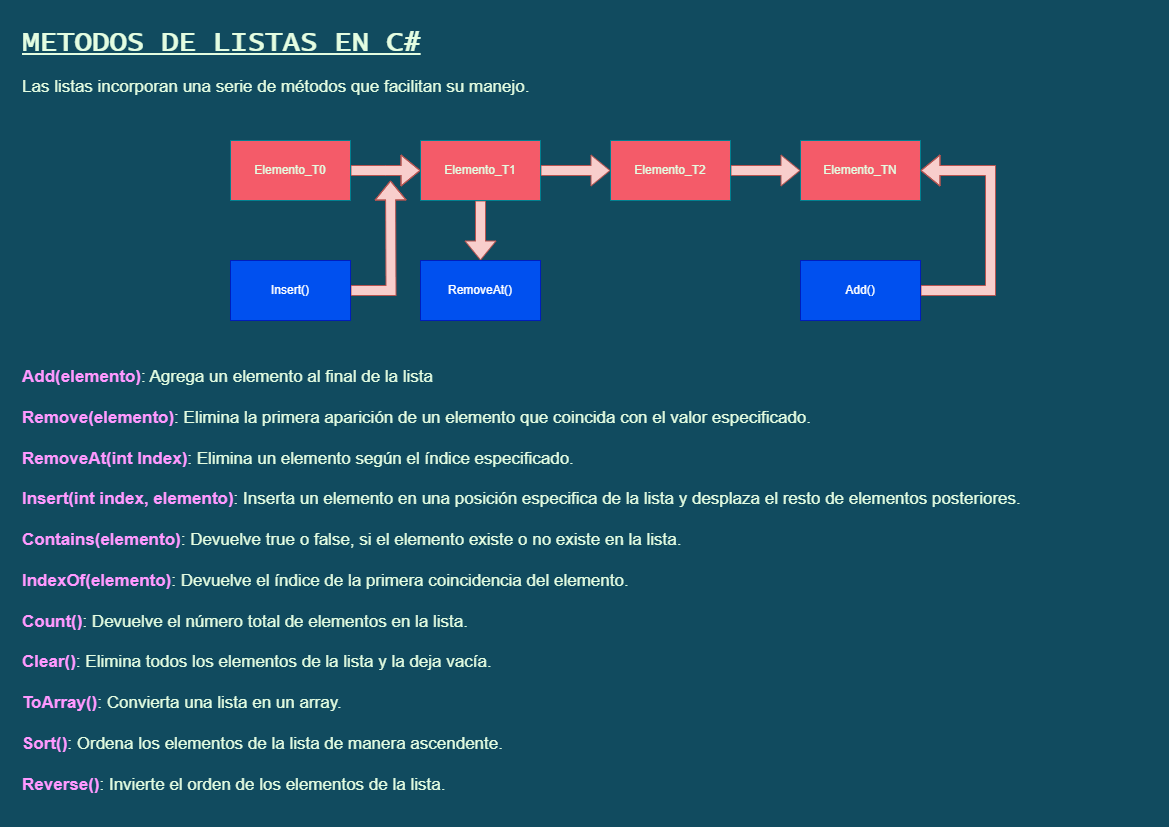 METODOS DE LISTAS EN C#
Las listas incorporan una serie de métodos que facilitan su manejo.
Elemento_T0
Elemento_T1
Elemento_T2
Elemento_TN
Insert()
RemoveAt()
Add()
Add(elemento): Agrega un elemento al final de la lista
Remove(elemento): Elimina la primera aparición de un elemento que coincida con el valor especificado.
RemoveAt(int Index): Elimina un elemento según el índice especificado.
Insert(int index, elemento): Inserta un elemento en una posición especifica de la lista y desplaza el resto de elementos posteriores.
Contains(elemento): Devuelve true o false, si el elemento existe o no existe en la lista.
IndexOf(elemento): Devuelve el índice de la primera coincidencia del elemento.
Count(): Devuelve el número total de elementos en la lista.
Clear(): Elimina todos los elementos de la lista y la deja vacía.
ToArray(): Convierta una lista en un array.
Sort(): Ordena los elementos de la lista de manera ascendente.
Reverse(): Invierte el orden de los elementos de la lista.